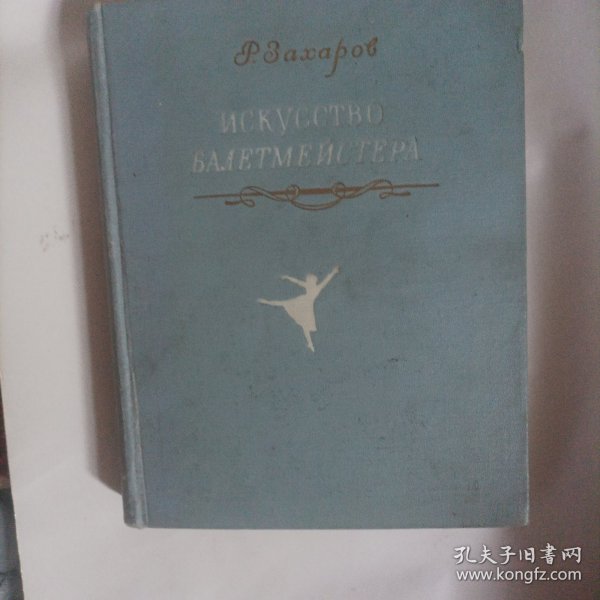 Р. Захаров
ИСКУССТВО
БАЛЕТМЕЙСТЕРА
孔夫子旧书网
www.kongfz.com